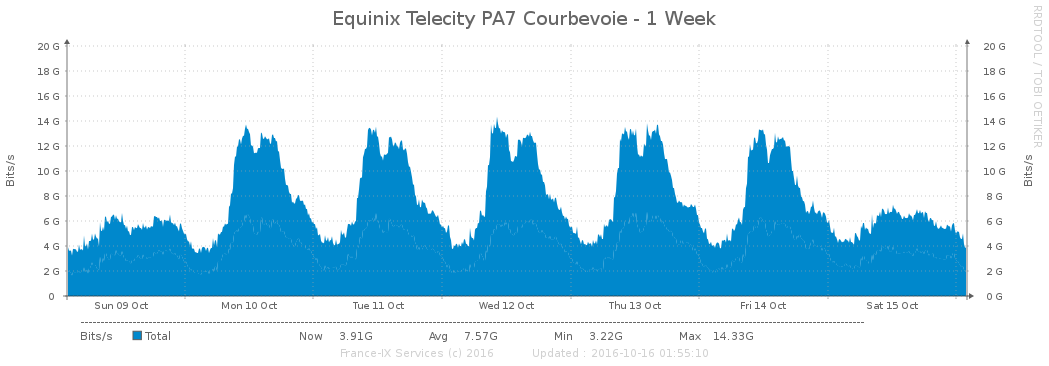 Equinix Telecity PA7 Courbevoie - 1 Week
RRDTOOL / TOBI OETIKER
Bits/s
20 G
18 G
16 G
14 G
12 G
10 G
8 G
6 G
4 G
2 G
0
20 G
18 G
16 G
14 G
12 G
10 G
8 G
6 G
4 G
2 G
0 G
Bits/s
Sun 09 Oct Mon 10 Oct Tue 11 Oct Wed 12 Oct Thu 13 Oct Fri 14 Oct Sat 15 Oct
Bits/s Total Now 3.91G Avg 7.57G Min 3.22G Max 14.33G
France-IX Services (c) 2016 Updated : 2016-10-16 01:55:10